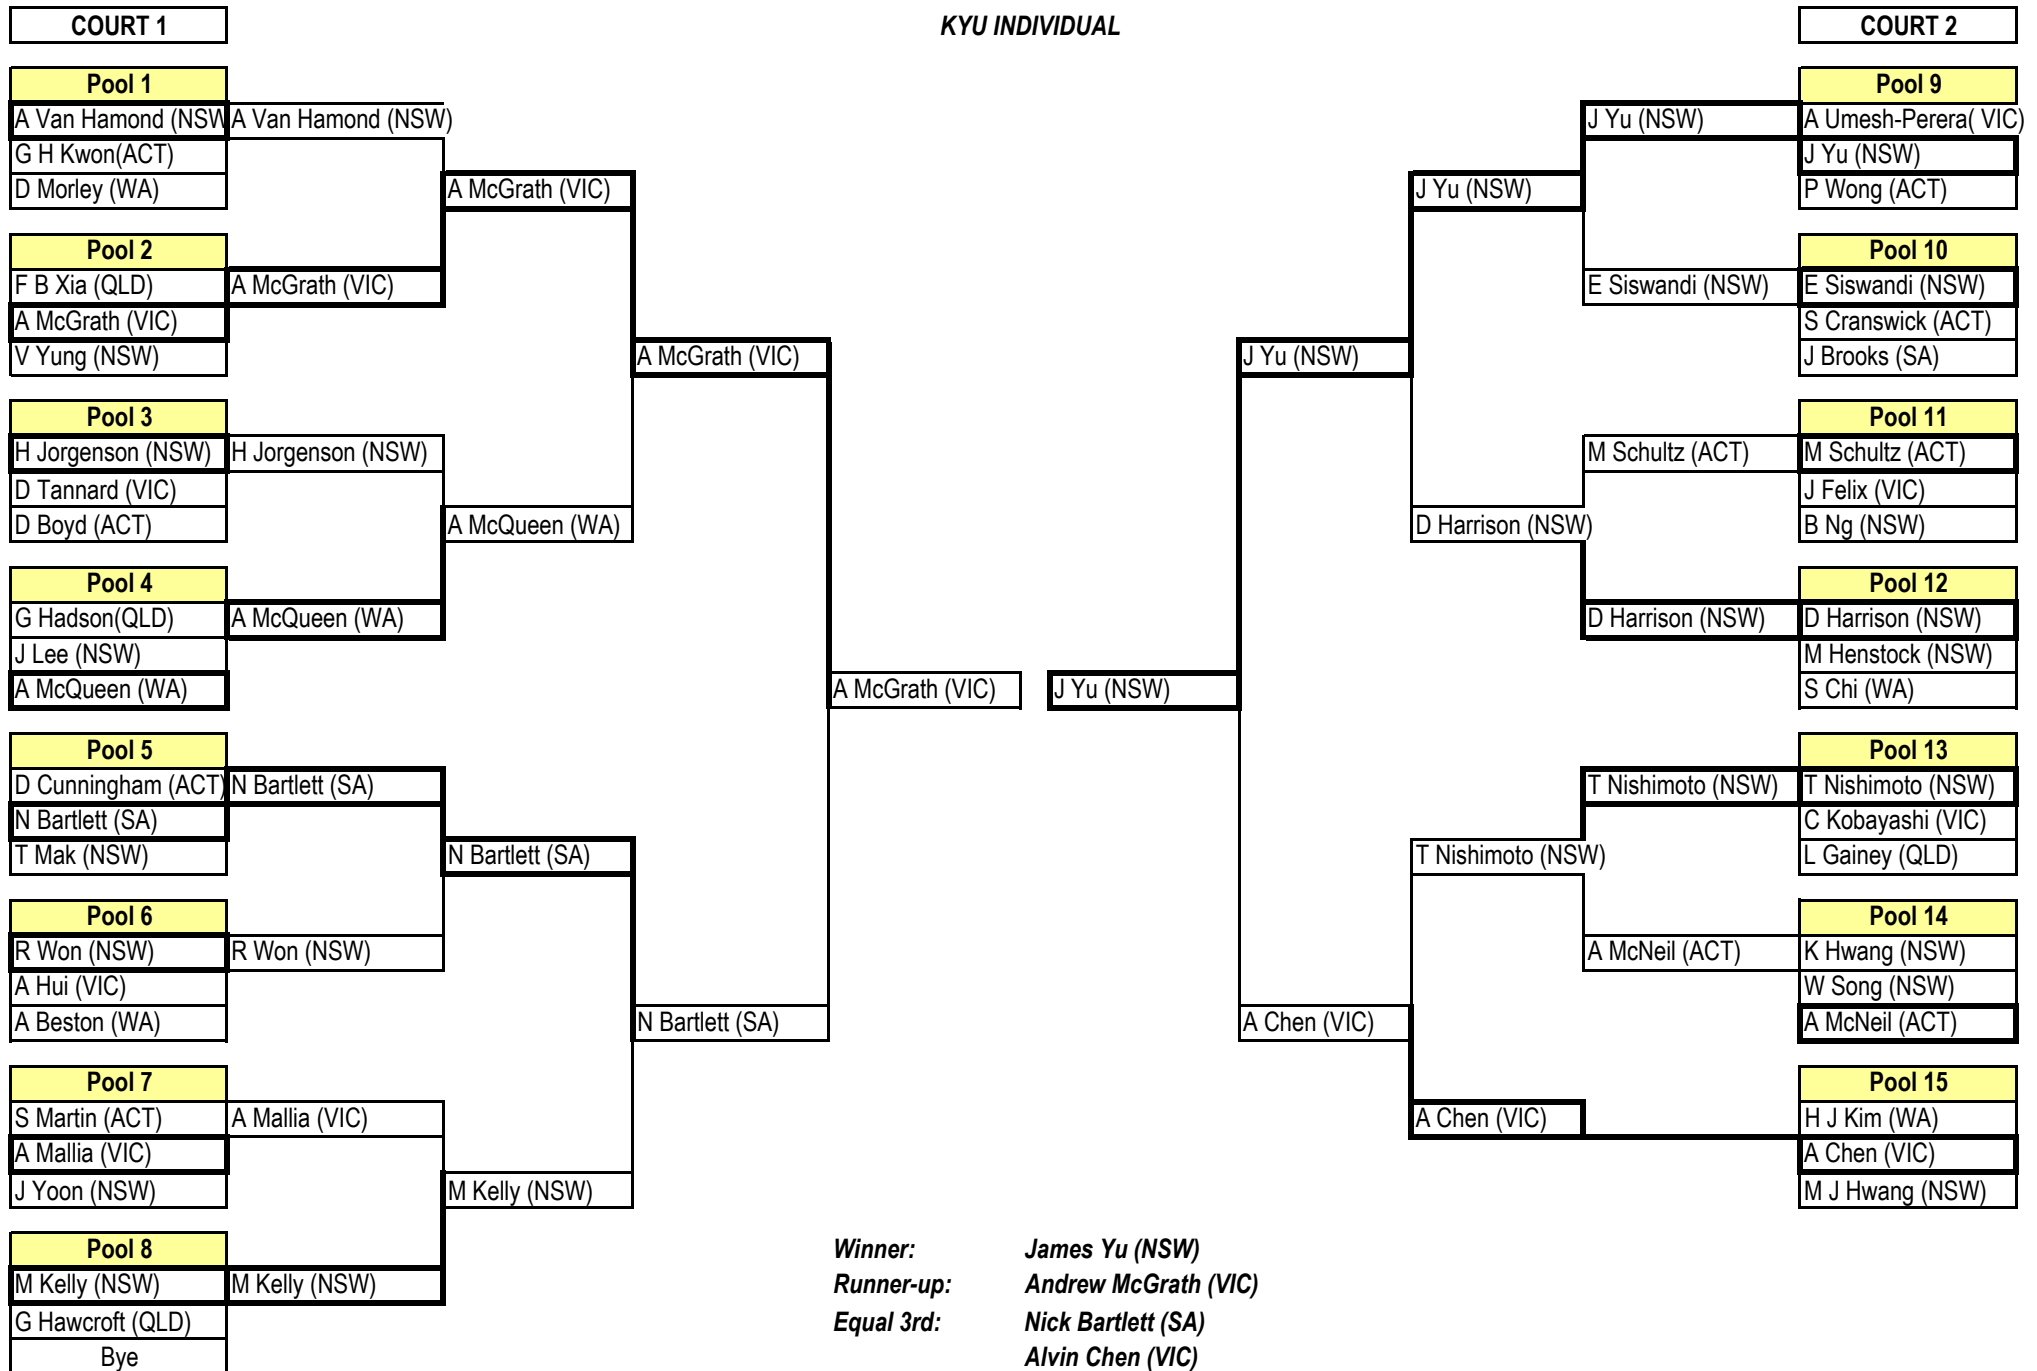 COURT 1
KYU INDIVIDUAL
COURT 2
Pool 1
A Van Hamond (NSW
G H Kwon(ACT)
D Morley (WA)
Pool 2
F B Xia (QLD)
A McGrath (VIC)
V Yung (NSW)
Pool 3
H Jorgenson (NSW)
D Tannard (VIC)
D Boyd (ACT)
Pool 4
G Hadson(QLD)
J Lee (NSW)
A McQueen (WA)
Pool 5
D Cunningham (ACT)
N Bartlett (SA)
T Mak (NSW)
Pool 6
R Won (NSW)
A Hui (VIC)
A Beston (WA)
Pool 7
S Martin (ACT)
A Mallia (VIC)
J Yoon (NSW)
Pool 8
M Kelly (NSW)
G Hawcroft (QLD)
Bye
A Van Hamond (NSW)
A McGrath (VIC)
H Jorgenson (NSW)
A McQueen (WA)
N Bartlett (SA)
R Won (NSW)
A Mallia (VIC)
M Kelly (NSW)
A McGrath (VIC)
A McQueen (WA)
N Bartlett (SA)
M Kelly (NSW)
A McGrath (VIC)
N Bartlett (SA)
A McGrath (VIC)
J Yu (NSW)
J Yu (NSW)
A Chen (VIC)
J Yu (NSW)
D Harrison (NSW)
T Nishimoto (NSW)
A Chen (VIC)
J Yu (NSW)
E Siswandi (NSW)
M Schultz (ACT)
D Harrison (NSW)
T Nishimoto (NSW)
A McNeil (ACT)
Pool 9
A Umesh-Perera( VIC)
J Yu (NSW)
P Wong (ACT)
Pool 10
E Siswandi (NSW)
S Cranswick (ACT)
J Brooks (SA)
Pool 11
M Schultz (ACT)
J Felix (VIC)
B Ng (NSW)
Pool 12
D Harrison (NSW)
M Henstock (NSW)
S Chi (WA)
Pool 13
T Nishimoto (NSW)
C Kobayashi (VIC)
L Gainey (QLD)
Pool 14
K Hwang (NSW)
W Song (NSW)
A McNeil (ACT)
Pool 15
H J Kim (WA)
A Chen (VIC)
M J Hwang (NSW)
Winner: James Yu (NSW)
Runner-up: Andrew McGrath (VIC)
Equal 3rd: Nick Bartlett (SA)
Alvin Chen (VIC)